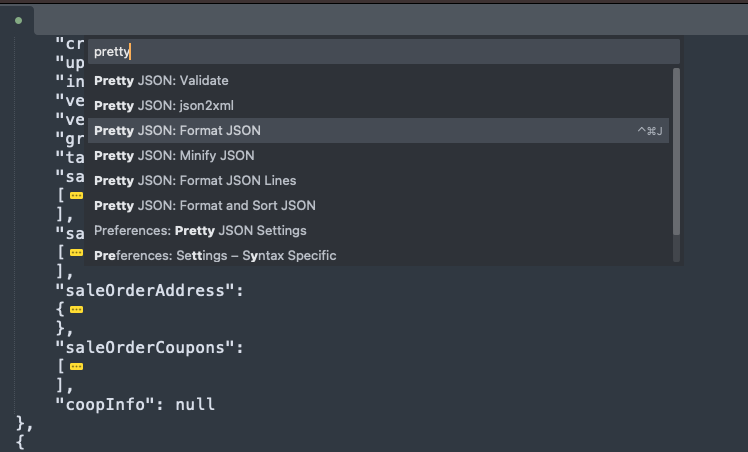 "cr
pretty
"up
"in
Pretty JSON: Validate
"ve
Pretty JSON: json2xml
"ve
Pretty JSON: Format JSON ^⌘J
"gr
Pretty JSON: Minify JSON
"ta
"sa
Pretty JSON: Format JSON Lines
[
Pretty JSON: Format and Sort JSON
],
"sa
Preferences: Pretty JSON Settings
[
Preferences: Settings – Syntax Specific
],
"saleOrderAddress":
{
},
"saleOrderCoupons":
[
],
"coopInfo": null
},
{